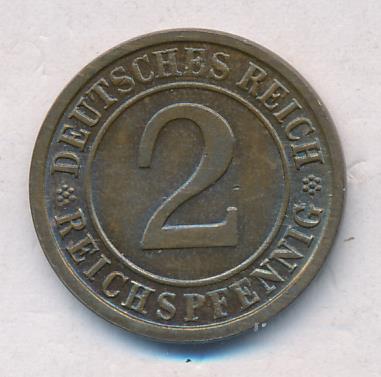 DEUTSCHES REICH
2
REICHSPFENNIG